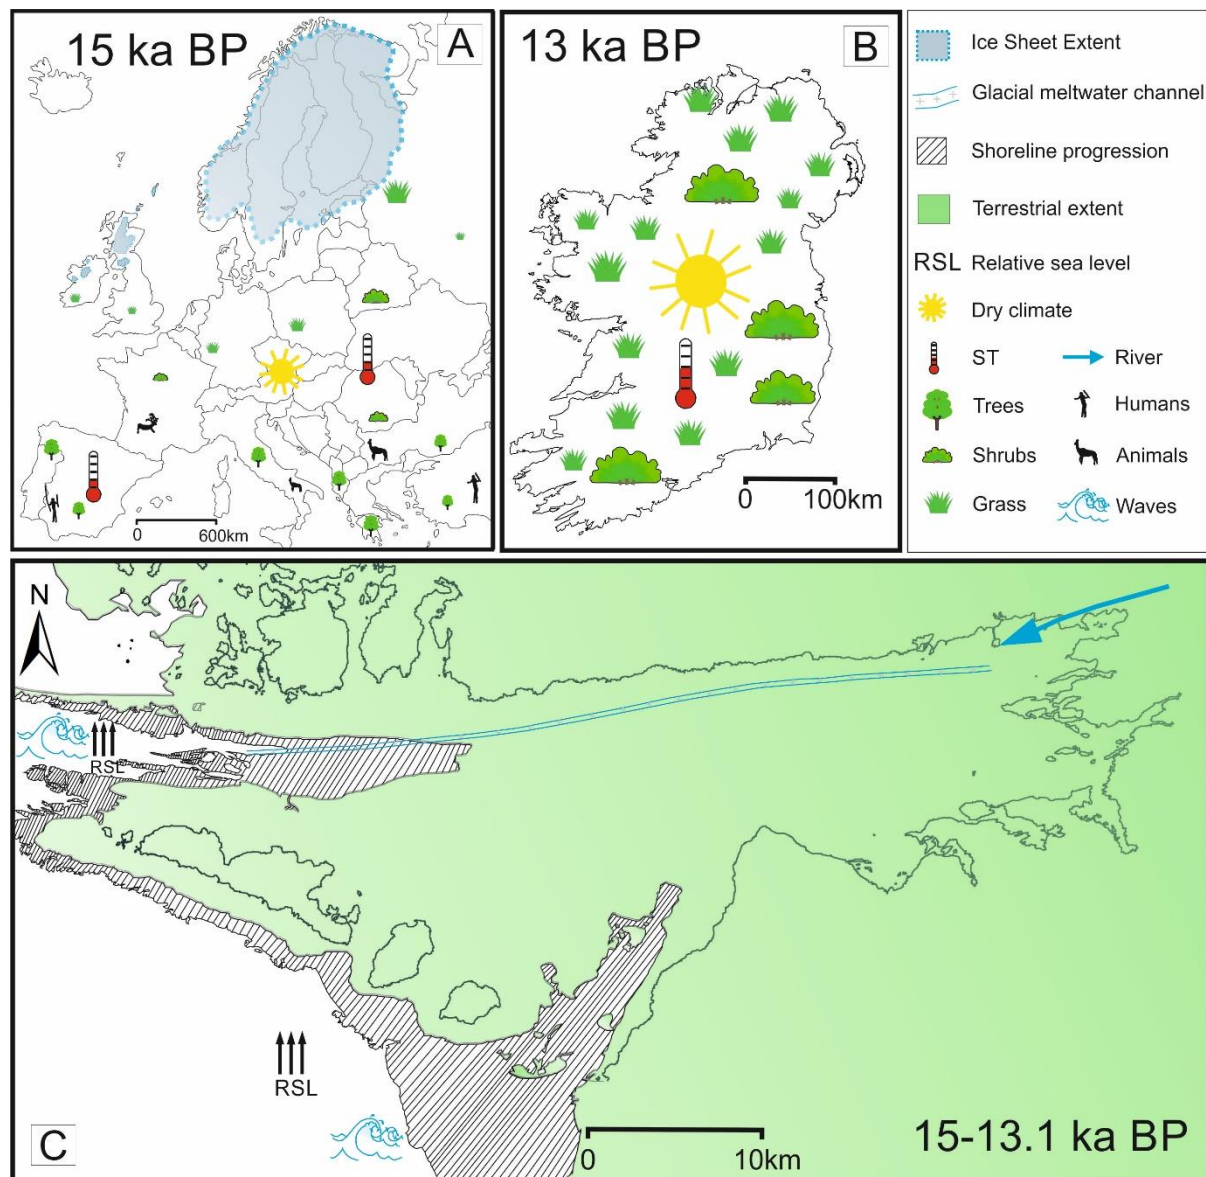 15 ka BP
A
0
600km
13 ka BP
B
0
100km
Ice Sheet Extent
Glacial meltwater channel
Shoreline progression
Terrestrial extent
RSL Relative sea level
Dry climate
ST
River
Trees
Humans
Shrubs
Animals
Grass
Waves
N
RSL
RSL
C
0
10km
15-13.1 ka BP